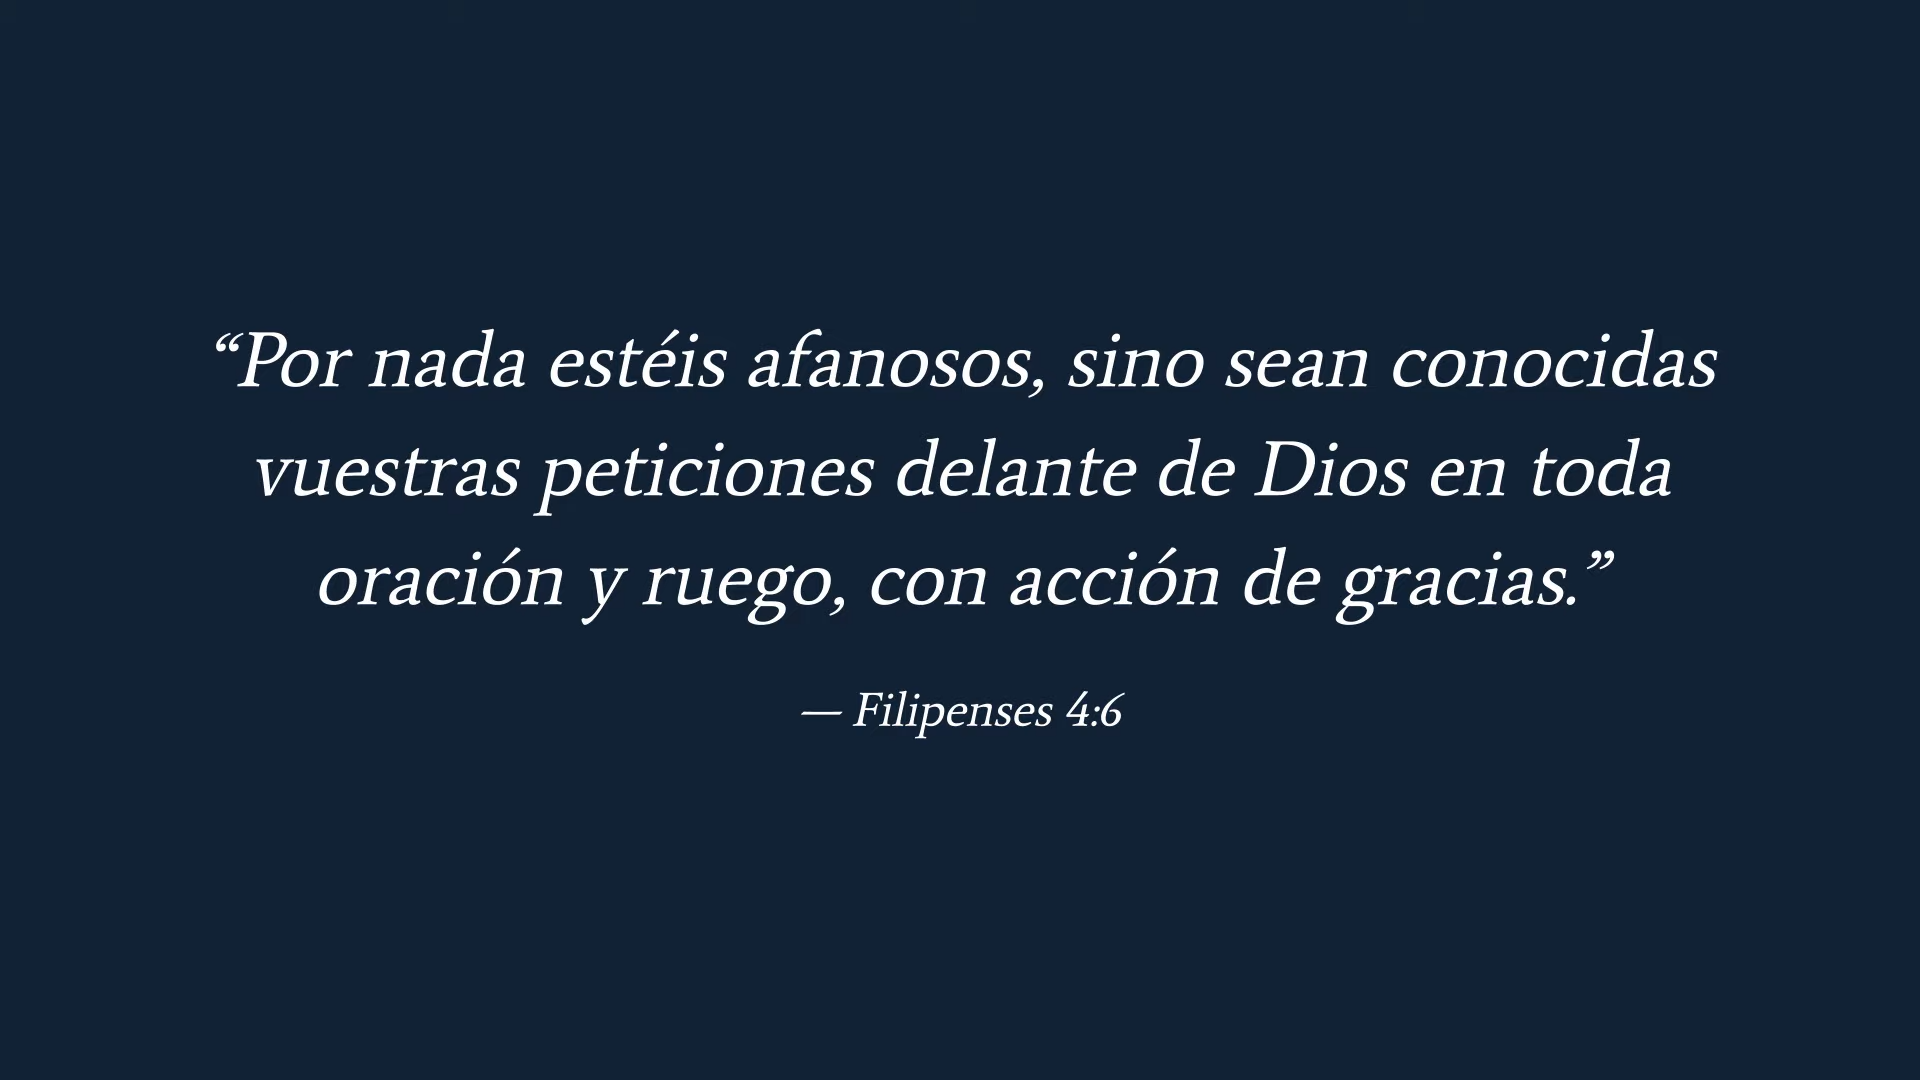 “Por nada estéis afanosos, sino sean conocidas
vuestras peticiones delante de Dios en toda
oración y ruego, con acción de gracias.”
— Filipenses 4:6